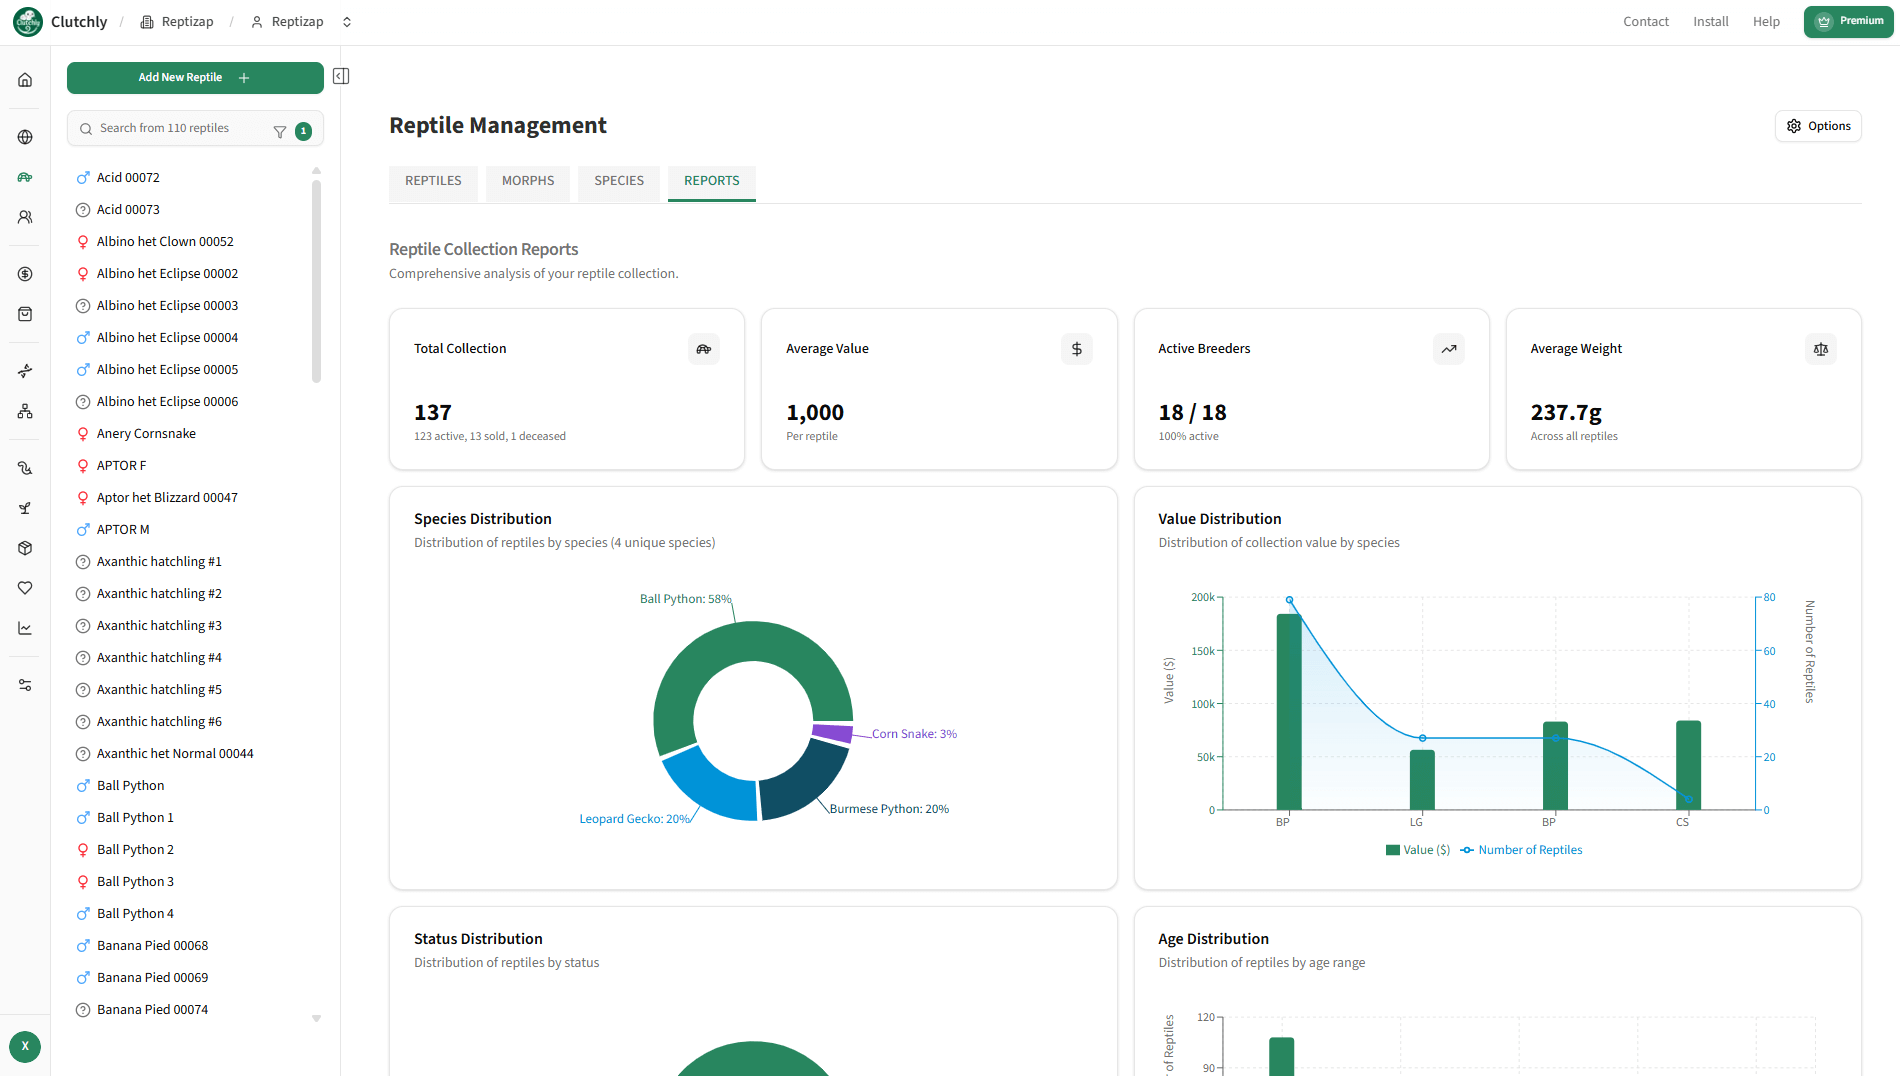 Clutchly / Reptizap / Reptizap
Contact Install Help Premium
Add New Reptile
Search from 110 reptiles 1
Acid 00072
Acid 00073
Albino het Clown 00052
Albino het Eclipse 00002
Albino het Eclipse 00003
Albino het Eclipse 00004
Albino het Eclipse 00005
Albino het Eclipse 00006
Anery Cornsnake
APTOR F
Aptor het Blizzard 00047
APTOR M
Axanthic hatchling #1
Axanthic hatchling #2
Axanthic hatchling #3
Axanthic hatchling #4
Axanthic hatchling #5
Axanthic hatchling #6
Axanthic het Normal 00044
Ball Python
Ball Python 1
Ball Python 2
Ball Python 3
Ball Python 4
Banana Pied 00068
Banana Pied 00069
Banana Pied 00074
X
Reptile Management
Options
REPTILES MORPHS SPECIES REPORTS
Reptile Collection Reports
Comprehensive analysis of your reptile collection.
Total Collection
137
123 active, 13 sold, 1 deceased
Average Value
1,000
Per reptile
Active Breeders
18 / 18
100% active
Average Weight
237.7g
Across all reptiles
Species Distribution
Distribution of reptiles by species (4 unique species)
Ball Python: 58%
Corn Snake: 3%
Burmese Python: 20%
Leopard Gecko: 20%
Value Distribution
Distribution of collection value by species
200k
150k
100k
50k
0
Value ($)
80
60
40
20
0
Number of Reptiles
BP LG BP CS
Value ($) Number of Reptiles
Status Distribution
Distribution of reptiles by status
Age Distribution
Distribution of reptiles by age range
120
90
of Reptiles